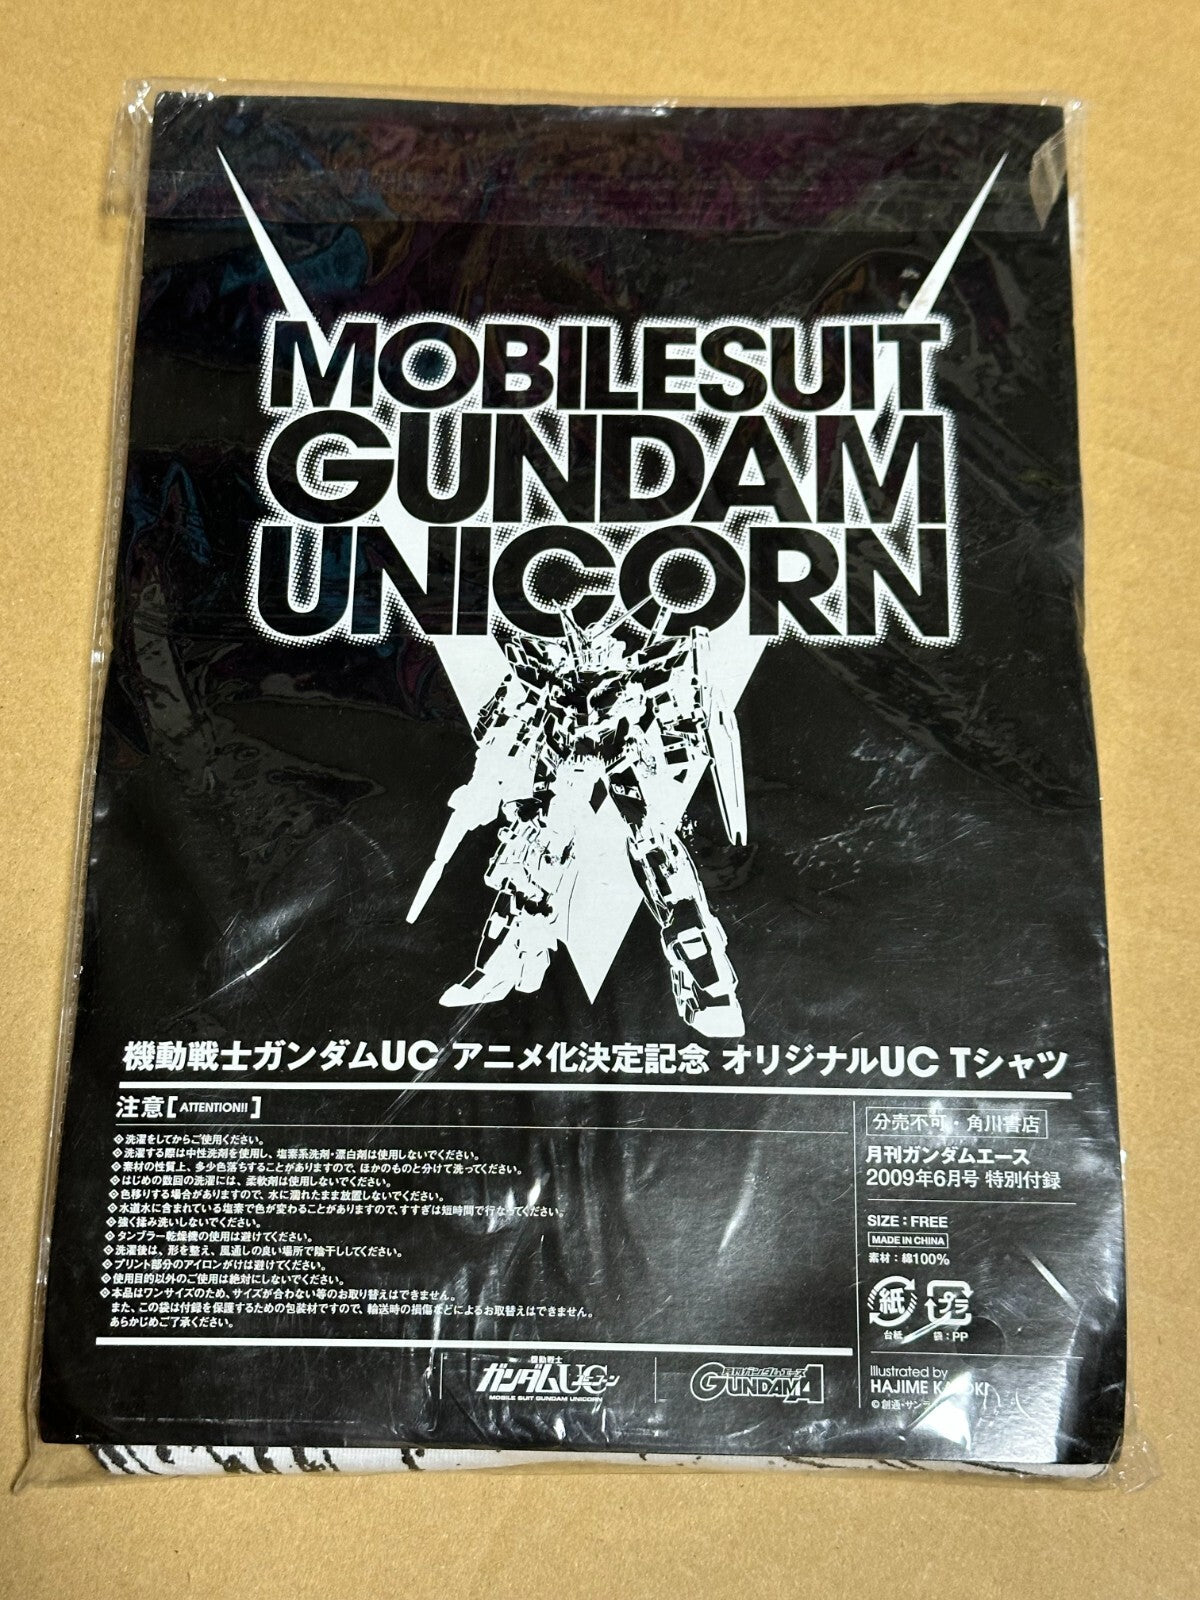 MOBILE SUIT
GUNDAM
UNICORN
機動戦士ガンダムUC アニメ化決定記念 オリジナルUC Tシャツ
注意[ATTENTION!!]
◇洗濯をしてからご使用ください。
◇洗濯する際は中性洗剤を使用し、塩素系洗剤・漂白剤は使用しないでください。
◇素材の性質上、多少色落ちすることがありますので、ほかのものと分けて洗ってください。
◇はじめの数回の洗濯には、柔軟剤は使用しないでください。
◇色移りする場合がありますので、水に濡れたまま放置しないでください。
◇水道水に含まれている塩素で色が変わることがありますので、すすぎは短時間で行なってください。
◇強く揉み洗いしないでください。
◇タンブラー乾燥機の使用は避けてください。
◇洗濯後は、形を整え、風通しの良い場所で陰干ししてください。
◇プリント部分のアイロンがけは避けてください。
◇使用目的以外のご使用は絶対にしないでください。
◇本品はワンサイズのため、サイズが合わない等のお取り替えはできません。
また、この袋は付録を保護するための包装材ですので、輸送時の損傷などによるお取替えはできません。
あらかじめご了承ください。
分売不可・角川書店
月刊ガンダムエース
2009年6月号 特別付録
SIZE：FREE
MADE IN CHINA
素材：綿100%
紙
プラ
台紙
袋：PP
Illustrated by
HAJIME
©創通・サンラ
機動戦士
ガンダムUC
ユニコーン
MOBILE SUIT GUNDAM UNICORN
月刊ガンダムエース
GUNDAM A